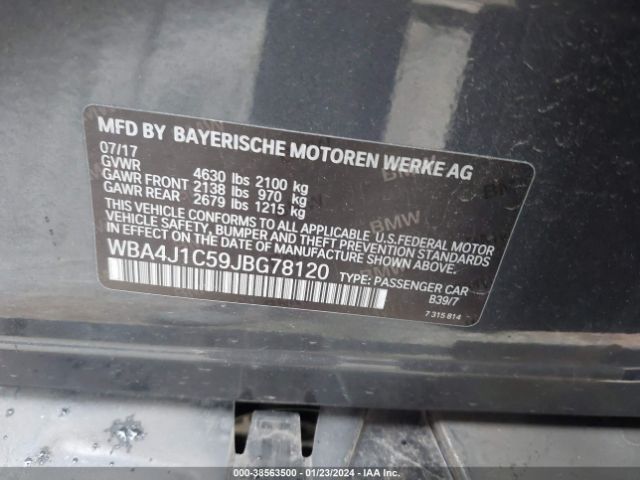 MFD BY BAYERISCHE MOTOREN WERKE AG
07/17
GVWR 4630 lbs 2100 kg
GAWR FRONT 2138 lbs 970 kg
GAWR REAR 2679 lbs 1215 kg
THIS VEHICLE CONFORMS TO ALL APPLICABLE U.S.FEDERAL MOTOR
VEHICLE SAFETY, BUMPER AND THEFT PREVENTION STANDARDS
IN EFFECT ON THE DATE OF MANUFACTURE SHOWN ABOVE.
WBA4J1C59JBG78120 TYPE: PASSENGER CAR
B39/7
7 315 814
000-38563500 | 01/23/2024 | IAA Inc.